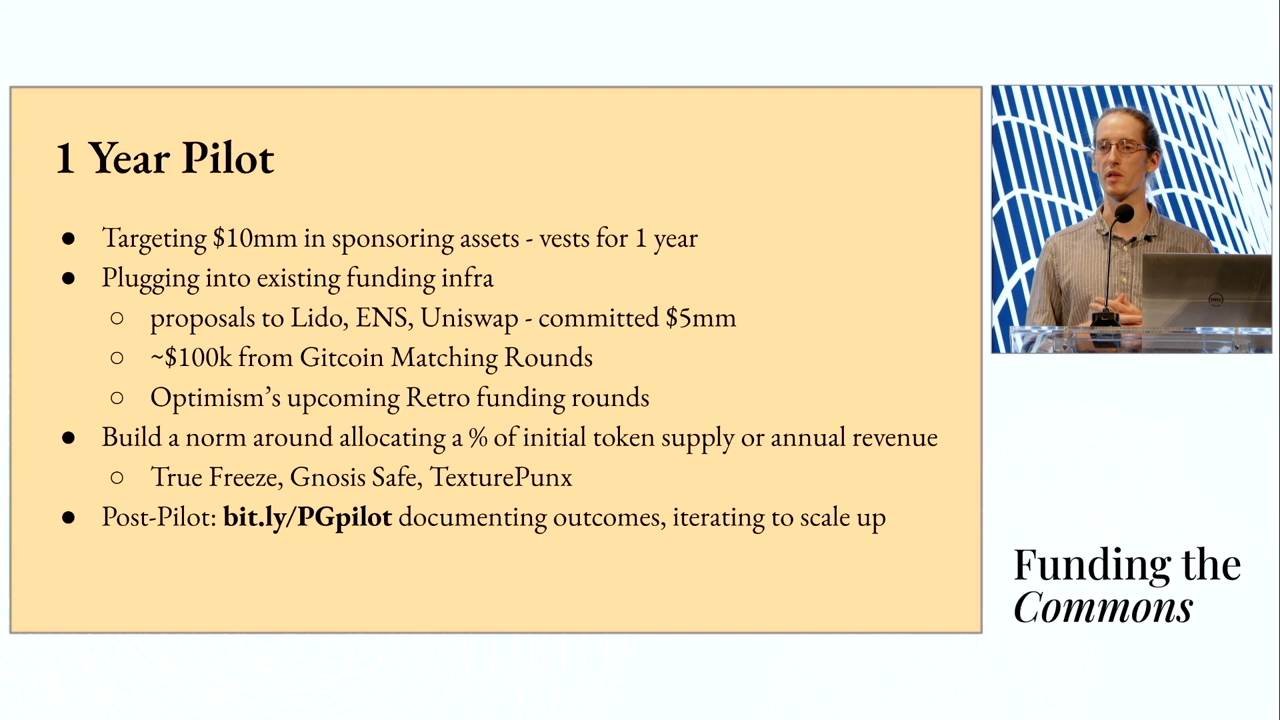 1 Year Pilot
● Targeting $10mm in sponsoring assets - vests for 1 year
● Plugging into existing funding infra
○ proposals to Lido, ENS, Uniswap - committed $5mm
○ ~$100k from Gitcoin Matching Rounds
○ Optimism’s upcoming Retro funding rounds
● Build a norm around allocating a % of initial token supply or annual revenue
○ True Freeze, Gnosis Safe, TexturePunx
● Post-Pilot: bit.ly/PGpilot documenting outcomes, iterating to scale up
DELL
Funding the
Commons